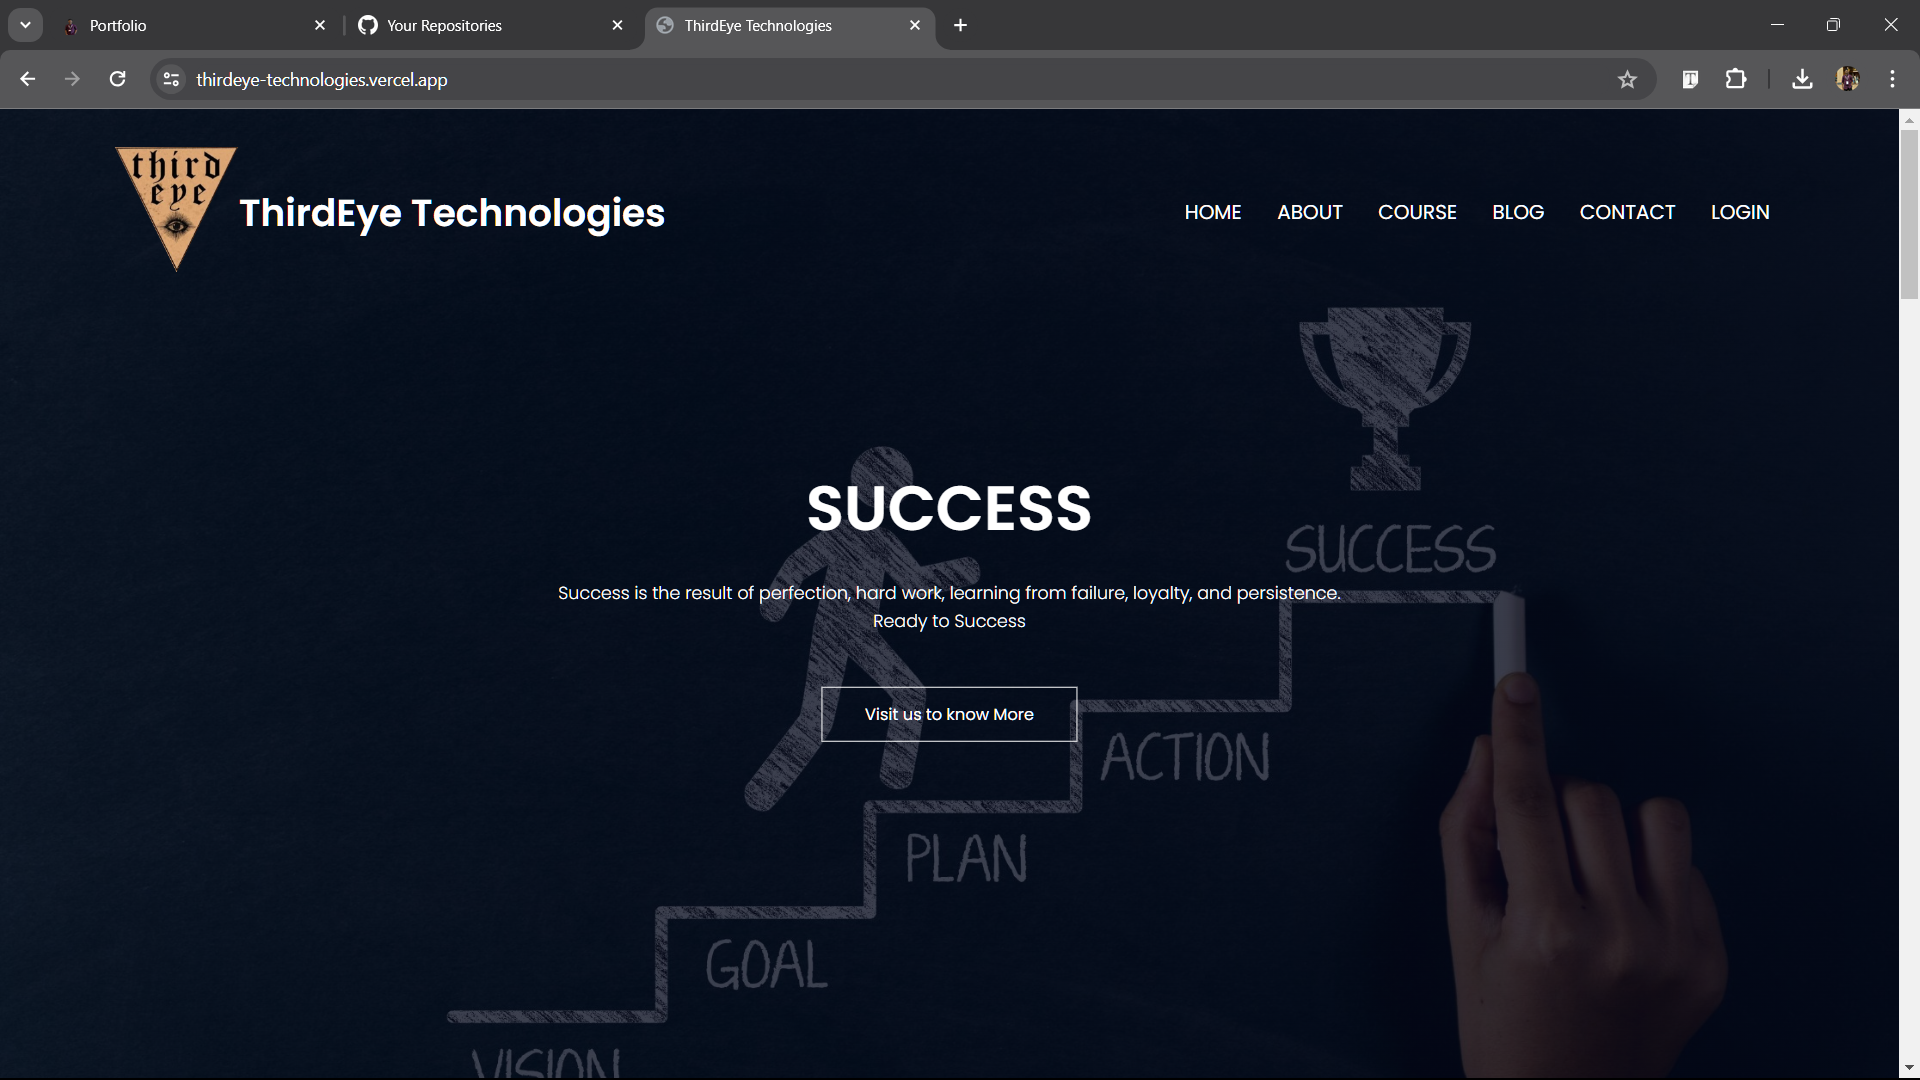 Portfolio
Your Repositories
ThirdEye Technologies
thirdeye-technologies.vercel.app
third
eye
ThirdEye Technologies
HOME ABOUT COURSE BLOG CONTACT LOGIN
SUCCESS
SUCCESS
Success is the result of perfection, hard work, learning from failure, loyalty, and persistence.
Ready to Success
Visit us to know More
ACTION
PLAN
GOAL
VISION